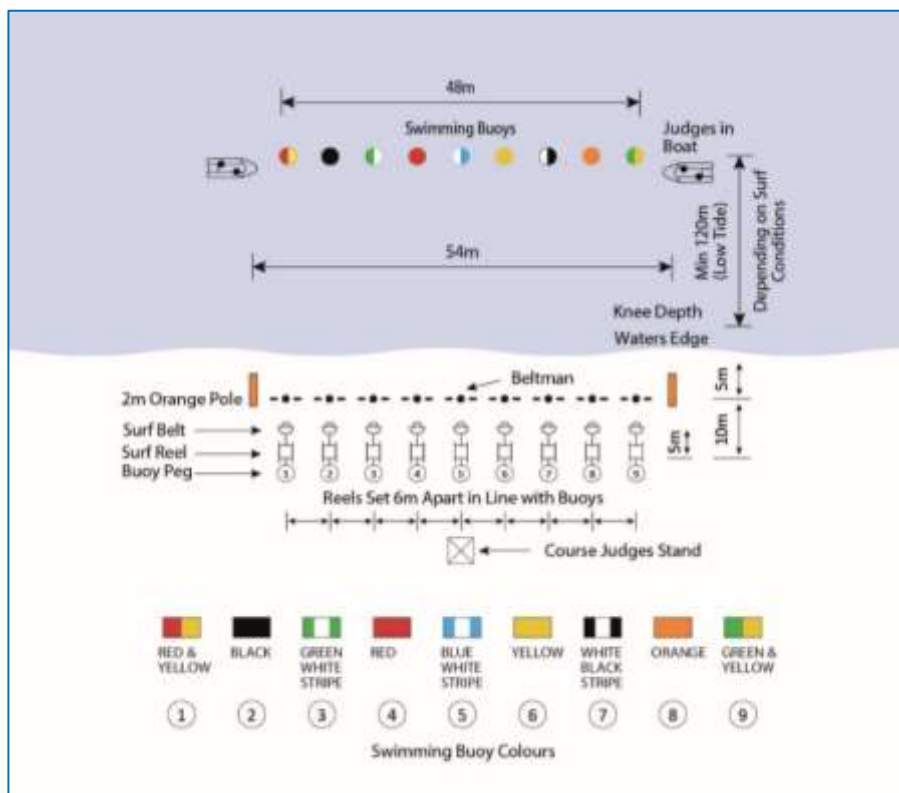 48m
Swimming Buoys
Judges in
Boat
Min 120m
(Low Tide)
Depending on Surf
Conditions
54m
Knee Depth
Waters Edge
Beltman
5m
2m Orange Pole
Surf Belt
Surf Reel
Buoy Peg
5m
10m
1 2 3 4 5 6 7 8 9
Reels Set 6m Apart in Line with Buoys
Course Judges Stand
RED &
YELLOW
BLACK
GREEN
WHITE
STRIPE
RED
BLUE
WHITE
STRIPE
YELLOW
WHITE
BLACK
STRIPE
ORANGE
GREEN &
YELLOW
1 2 3 4 5 6 7 8 9
Swimming Buoy Colours